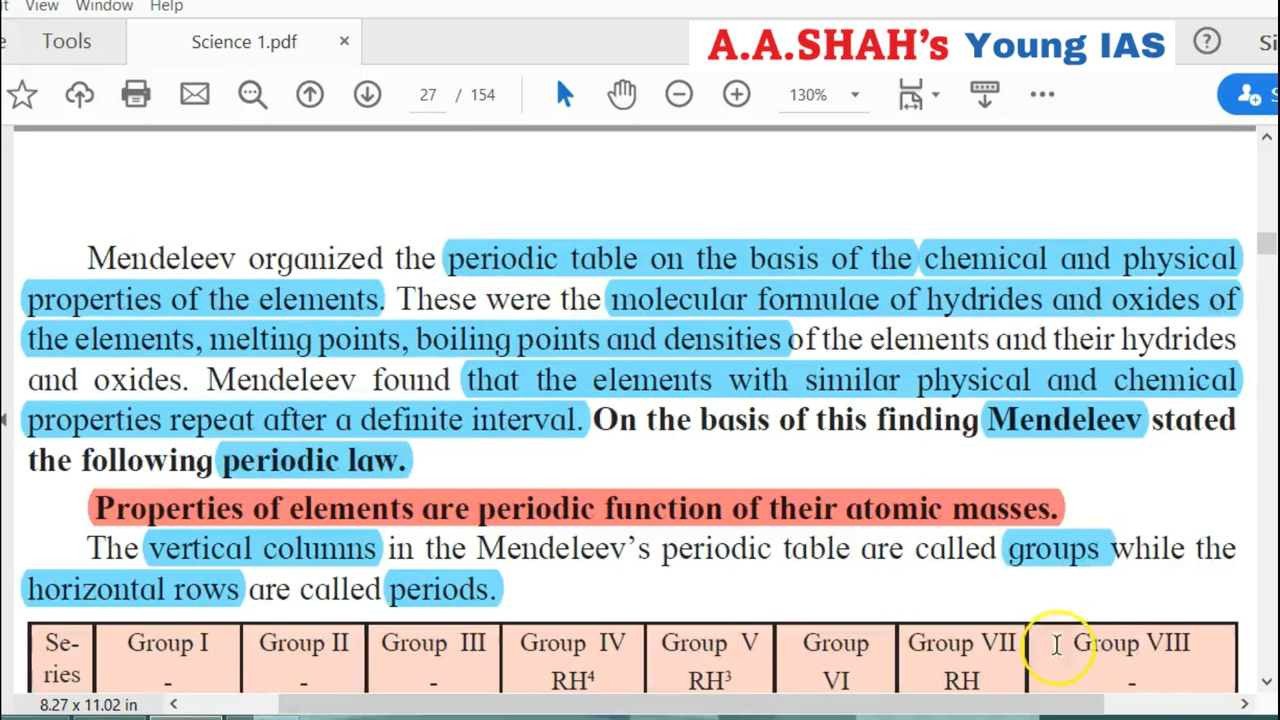 View Window Help
Tools
Science 1.pdf ×
A.A.SHAH's Young IAS
?
27 / 154
130%
Mendeleev organized the periodic table on the basis of the chemical and physical
properties of the elements. These were the molecular formulae of hydrides and oxides of
the elements, melting points, boiling points and densities of the elements and their hydrides
and oxides. Mendeleev found that the elements with similar physical and chemical
properties repeat after a definite interval. On the basis of this finding Mendeleev stated
the following periodic law.
Properties of elements are periodic function of their atomic masses.
The vertical columns in the Mendeleev's periodic table are called groups while the
horizontal rows are called periods.
Se- Group I Group II Group III Group IV Group V Group Group VII Group VIII
ries - - - RH⁴ RH³ VI RH -
8.27 x 11.02 in